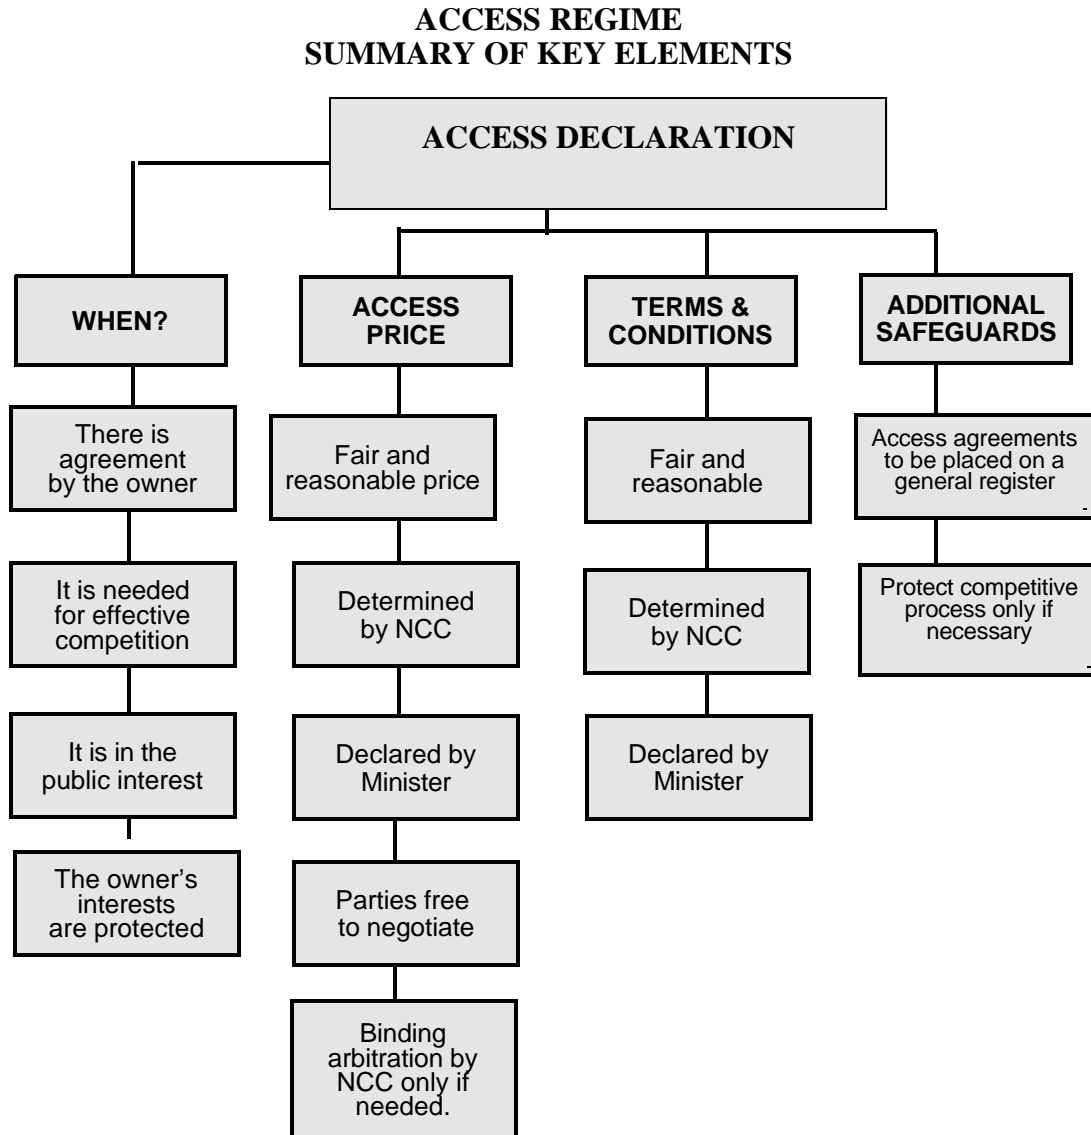 ACCESS REGIME
SUMMARY OF KEY ELEMENTS
ACCESS DECLARATION
WHEN?
There is
agreement
by the owner
It is needed
for effective
competition
It is in the
public interest
The owner's
interests
are protected
ACCESS
PRICE
Fair and
reasonable price
Determined
by NCC
Declared by
Minister
Parties free
to negotiate
Binding
arbitration by
NCC only if
needed.
TERMS &
CONDITIONS
Fair and
reasonable
Determined
by NCC
Declared by
Minister
ADDITIONAL
SAFEGUARDS
Access agreements
to be placed on a
general register
Protect competitive
process only if
necessary